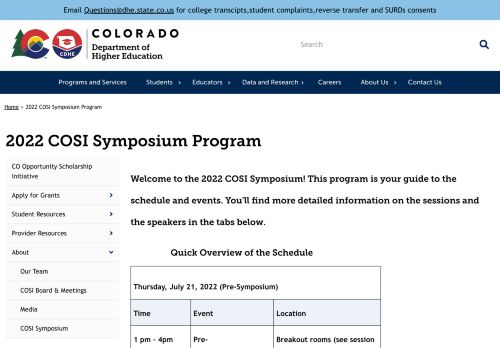 Email Questions@dhe.state.co.us for college transcipts,student complaints,reverse transfer and SURDs consents
COLORADO
Department of
Higher Education
CDHE
Search
Programs and Services
Students
Educators
Data and Research
Careers
About Us
Contact Us
Home › 2022 COSI Symposium Program
2022 COSI Symposium Program
CO Opportunity Scholarship
Initiative
Apply for Grants
Student Resources
Provider Resources
About
Our Team
COSI Board & Meetings
Media
COSI Symposium
Welcome to the 2022 COSI Symposium! This program is your guide to the
schedule and events. You'll find more detailed information on the sessions and
the speakers in the tabs below.
Quick Overview of the Schedule
Thursday, July 21, 2022 (Pre-Symposium)
Time Event Location
1 pm - 4pm Pre- Breakout rooms (see session